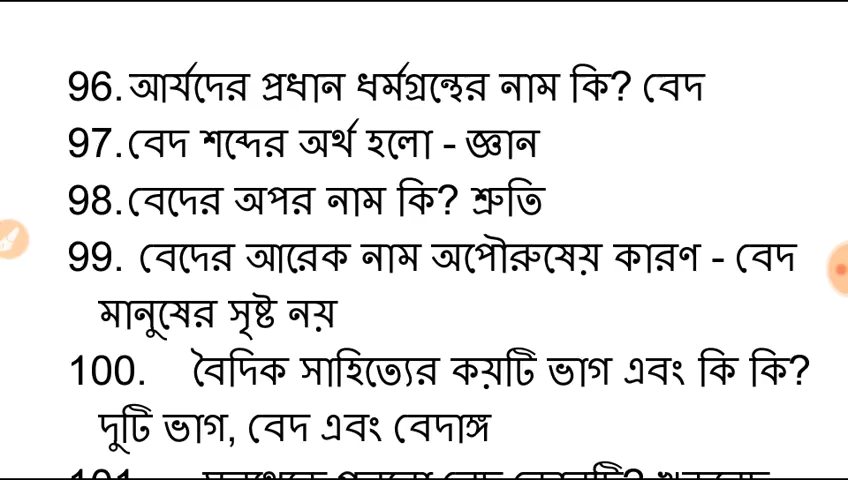 96. আর্যদের প্রধান ধর্মগ্রন্থের নাম কি? বেদ
97. বেদ শব্দের অর্থ হলো - জ্ঞান
98. বেদের অপর নাম কি? শ্রুতি
99. বেদের আরেক নাম অপৌরুষেয় কারণ - বেদ
মানুষের সৃষ্ট নয়
100. বৈদিক সাহিত্যের কয়টি ভাগ এবং কি কি?
দুটি ভাগ, বেদ এবং বেদাঙ্গ